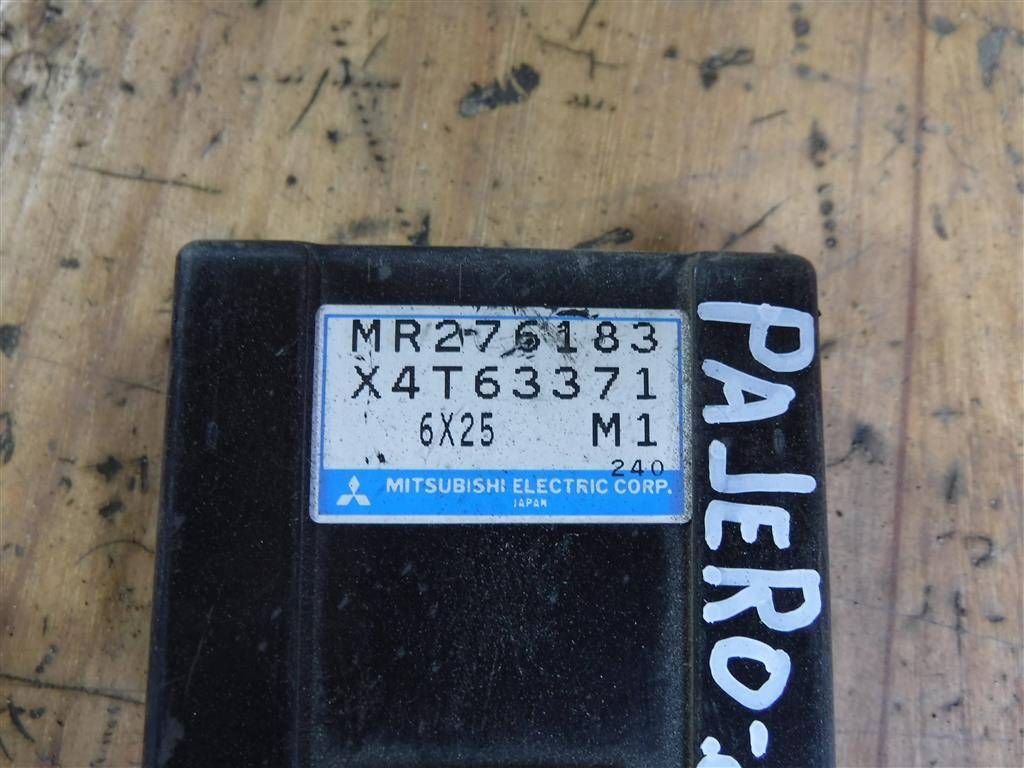 MR276183
X4T63371
6X25 M1
240
MITSUBISHI ELECTRIC CORP.
JAPAN
PAJERO-